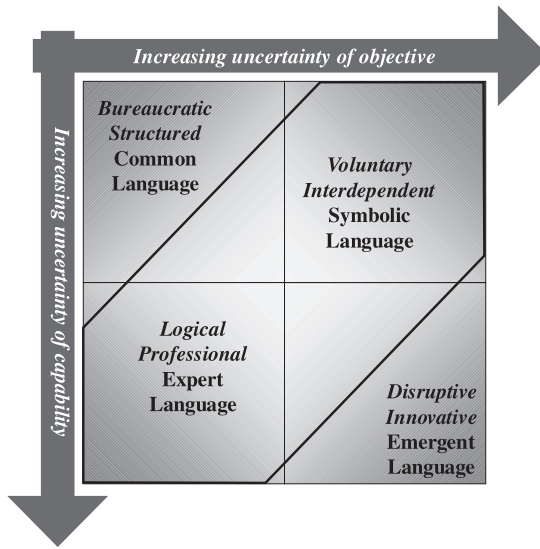 Increasing uncertainty of objective
Increasing uncertainty of capability
Bureaucratic
Structured
Common
Language
Voluntary
Interdependent
Symbolic
Language
Logical
Professional
Expert
Language
Disruptive
Innovative
Emergent
Language